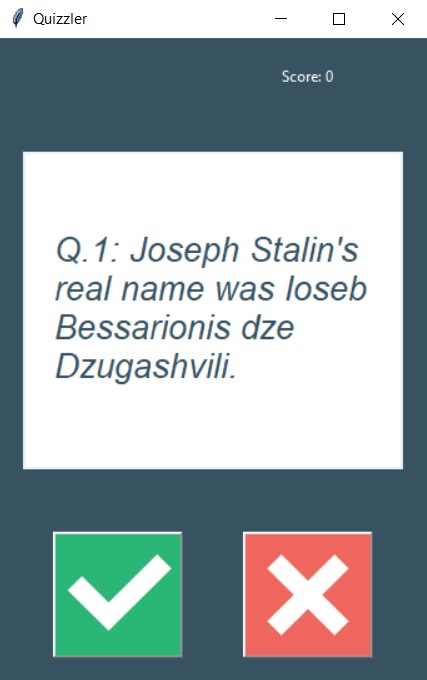 Quizzler
Score: 0
Q.1: Joseph Stalin's
real name was Ioseb
Bessarionis dze
Dzugashvili.